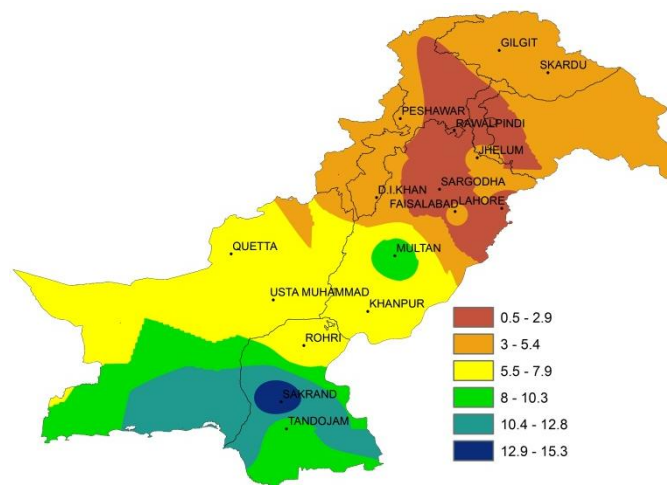 GILGIT
SKARDU
PESHAWAR
RAWALPINDI
JHELUM
D.I.KHAN
SARGODHA
FAISALABAD
LAHORE
QUETTA
MULTAN
USTA MUHAMMAD
KHANPUR
ROHRI
SAKRAND
TANDOJAM
0.5 - 2.9
3 - 5.4
5.5 - 7.9
8 - 10.3
10.4 - 12.8
12.9 - 15.3